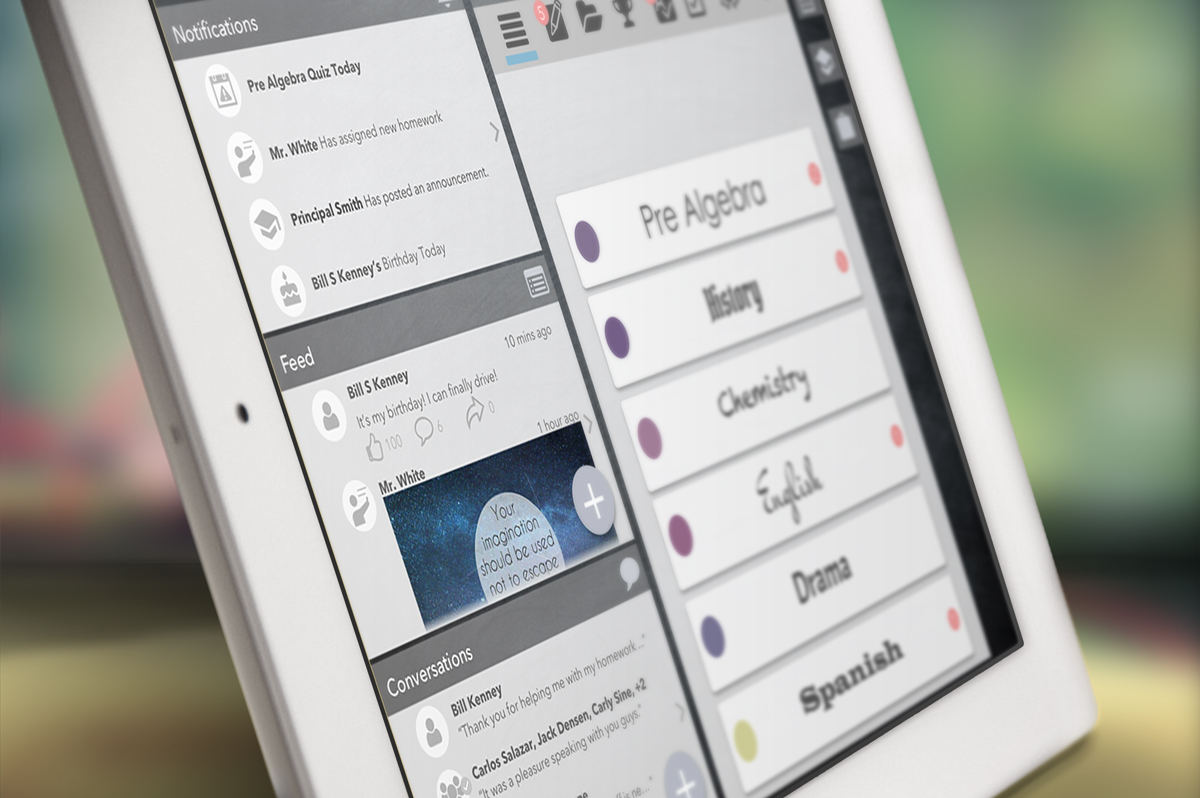 Notifications
Pre Algebra Quiz Today
Mr. White Has assigned new homework
Principal Smith Has posted an announcement.
Bill S Kenney's Birthday Today
Feed
10 mins ago
Bill S Kenney
It's my birthday! I can finally drive!
100 6 0
1 hour ago
Mr. White
Your
imagination
should be used
not to escape
Conversations
Bill Kenney
"Thank you for helping me with my homework ..."
Carlos Salazar, Jack Densen, Carly Sine, +2
"It was a pleasure speaking with you guys."
5
Pre Algebra
History
Chemistry
English
Drama
Spanish